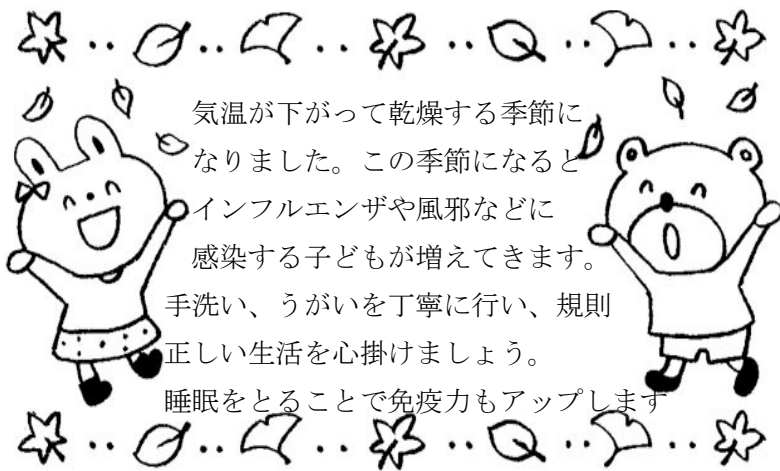 気温が下がって乾燥する季節に
なりました。この季節になると
インフルエンザや風邪などに
感染する子どもが増えてきます。
手洗い、うがいを丁寧に行い、規則
正しい生活を心掛けましょう。
睡眠をとることで免疫力もアップします